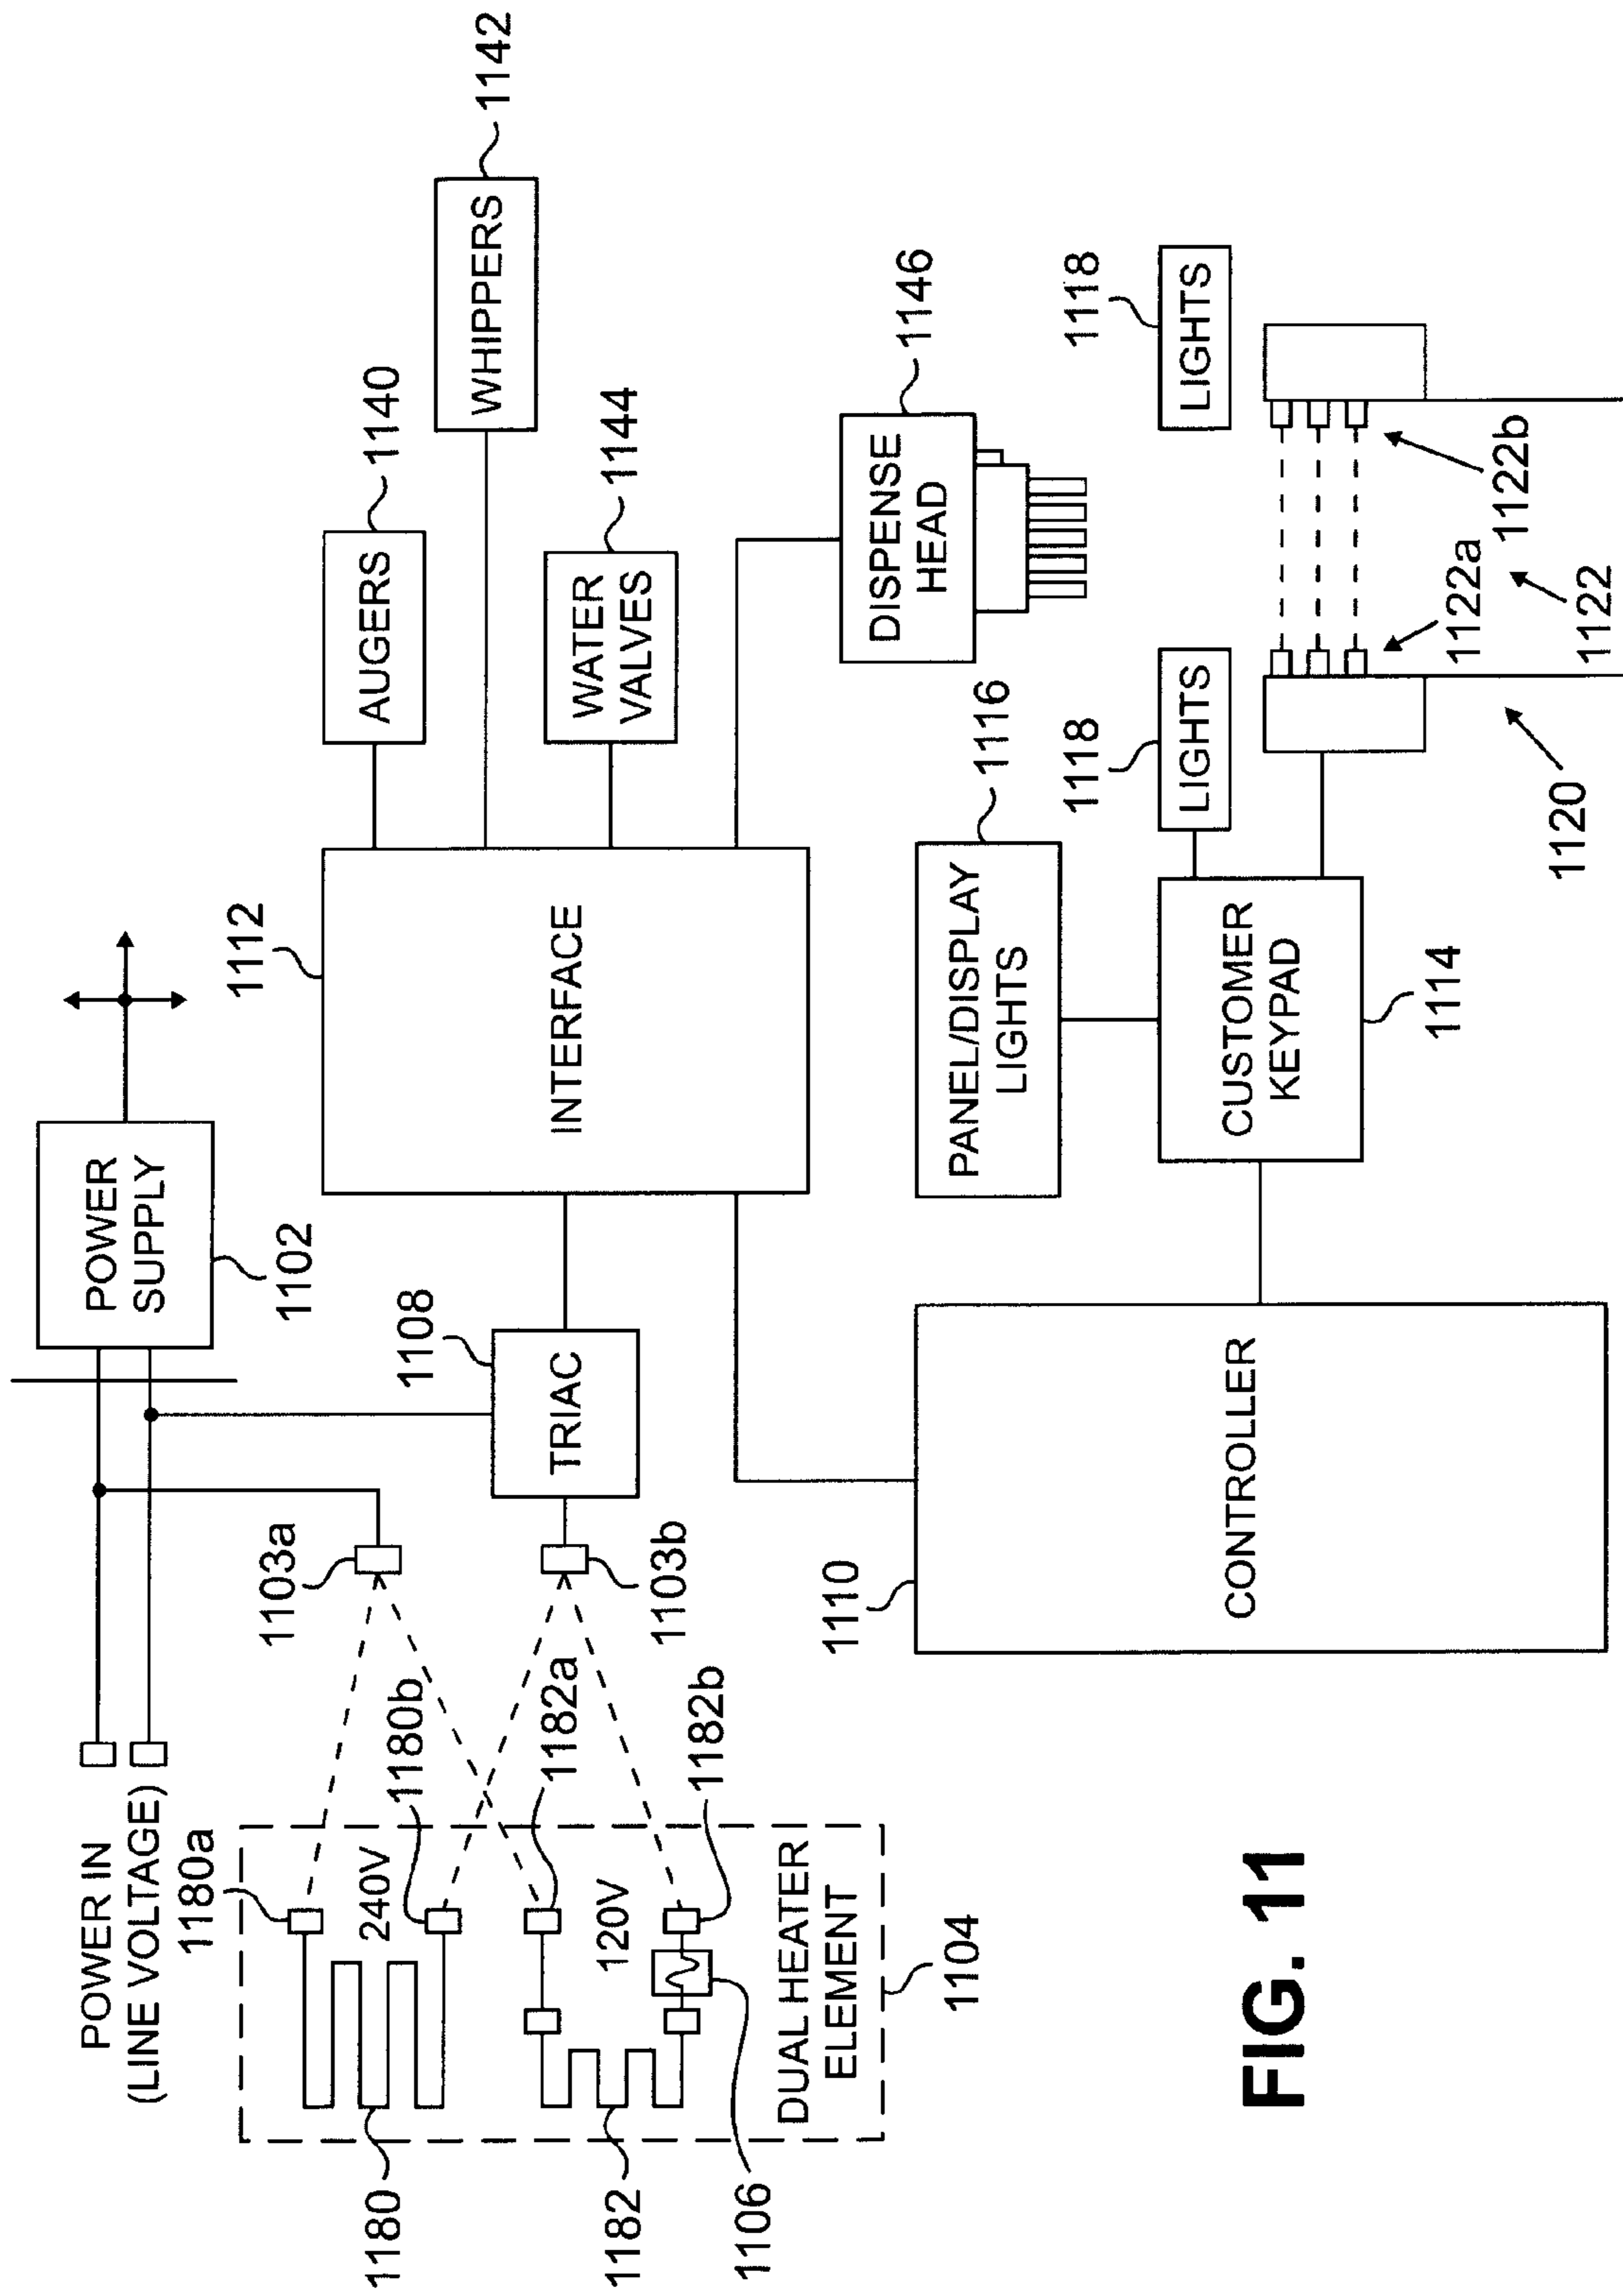 POWER IN
(LINE VOLTAGE)
POWER
SUPPLY
1102
1180a
240V
1180b
1182a
120V
1182b
DUAL HEATER
ELEMENT
1104
1180
1182
1106
1103a
1103b
TRIAC
1108
INTERFACE
1112
AUGERS
1140
WHIPPERS
1142
WATER
VALVES
1144
DISPENSE
HEAD
1146
CONTROLLER
1110
PANEL/DISPLAY
LIGHTS
1116
CUSTOMER
KEYPAD
1114
LIGHTS
1118
LIGHTS
1118
1122a
1122b
1122
1120
FIG. 11